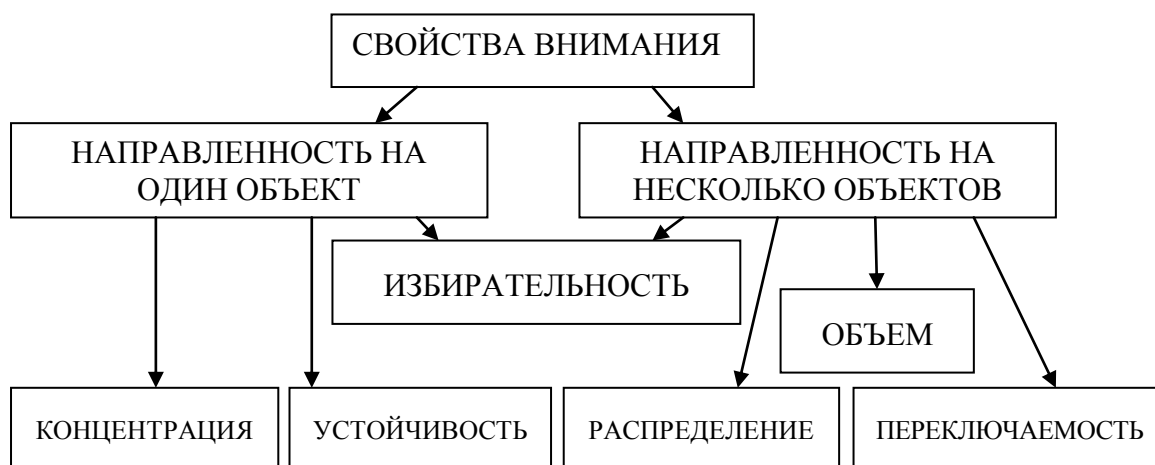 СВОЙСТВА ВНИМАНИЯ
НАПРАВЛЕННОСТЬ НА
ОДИН ОБЪЕКТ
НАПРАВЛЕННОСТЬ НА
НЕСКОЛЬКО ОБЪЕКТОВ
ИЗБИРАТЕЛЬНОСТЬ
ОБЪЕМ
КОНЦЕНТРАЦИЯ
УСТОЙЧИВОСТЬ
РАСПРЕДЕЛЕНИЕ
ПЕРЕКЛЮЧАЕМОСТЬ